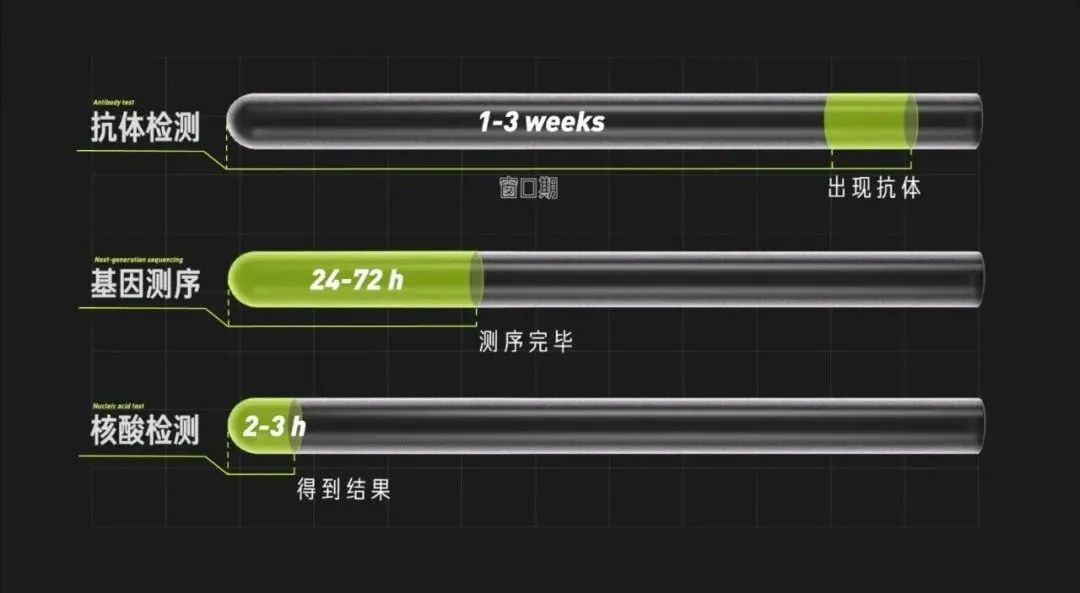 Antibody test
抗体检测
1-3 weeks
窗口期
出现抗体
Next-generation sequencing
基因测序
24-72 h
测序完毕
Nucleic acid test
核酸检测
2-3 h
得到结果